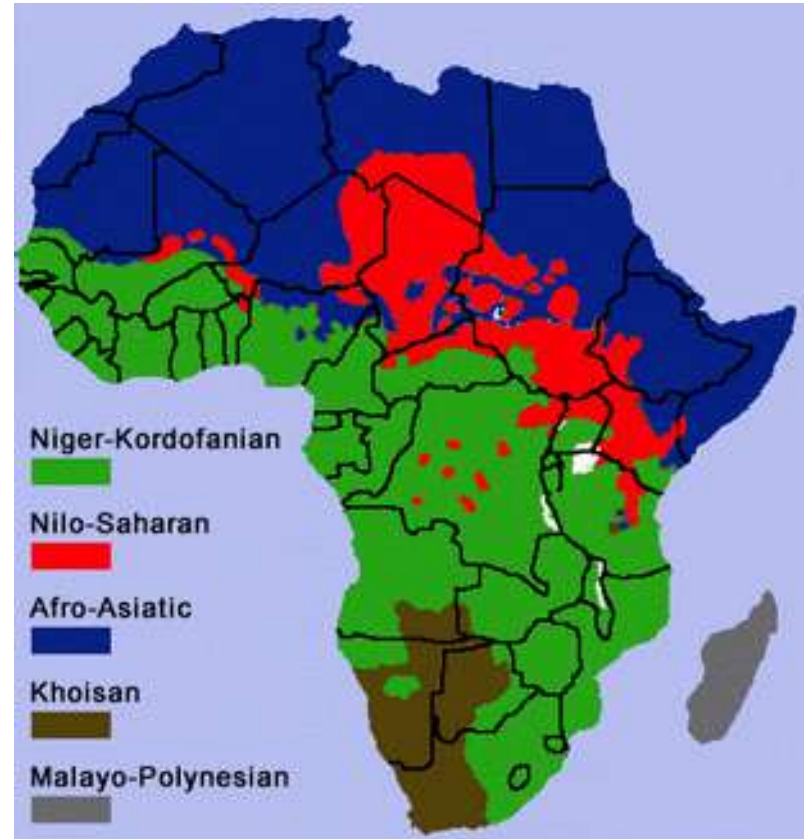 Niger-Kordofanian
Nilo-Saharan
Afro-Asiatic
Khoisan
Malayo-Polynesian